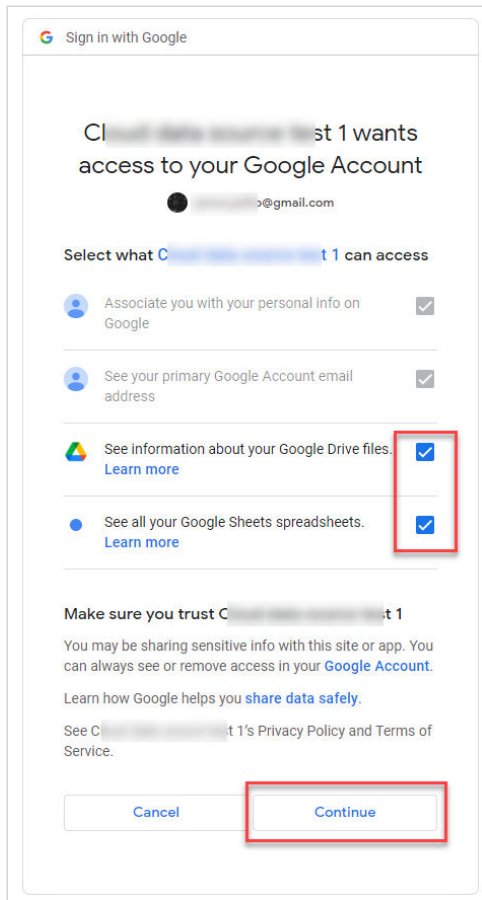 Sign in with Google
st 1 wants
access to your Google Account
o@gmail.com
Select what C t 1 can access
Associate you with your personal info on
Google
See your primary Google Account email
address
See information about your Google Drive files.
Learn more
See all your Google Sheets spreadsheets.
Learn more
Make sure you trust C t 1
You may be sharing sensitive info with this site or app. You
can always see or remove access in your Google Account.
Learn how Google helps you share data safely.
See C t 1's Privacy Policy and Terms of
Service.
Cancel
Continue